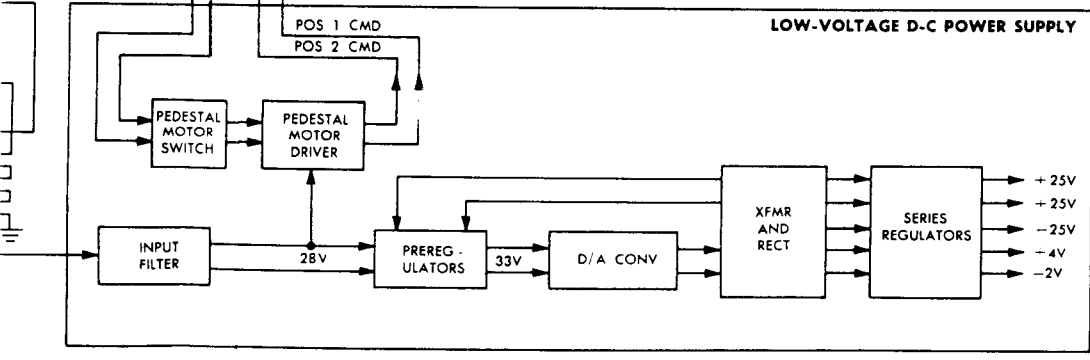 LOW-VOLTAGE D-C POWER SUPPLY
POS 1 CMD
POS 2 CMD
PEDESTAL
MOTOR
SWITCH
PEDESTAL
MOTOR
DRIVER
INPUT
FILTER
28V
PREREG -
ULATORS
33V
D/A CONV
XFMR
AND
RECT
SERIES
REGULATORS
+25V
+25V
-25V
+4V
-2V